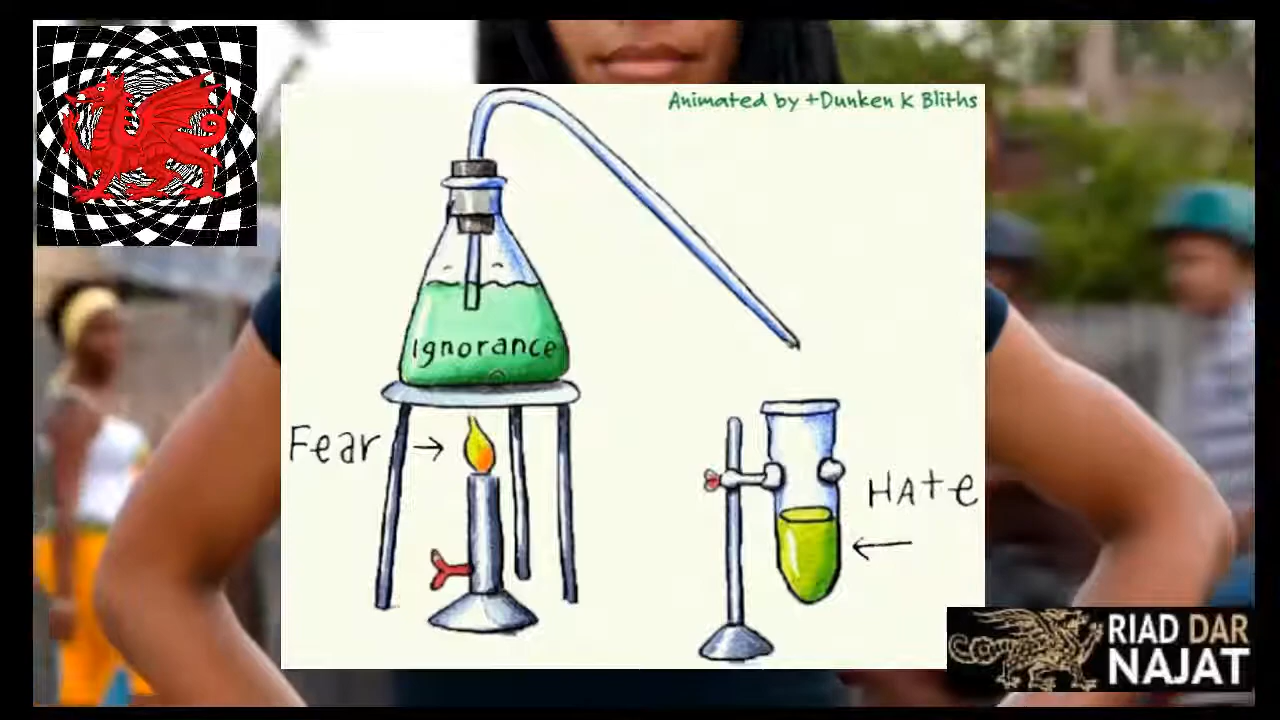 Animated by +Dunken K Bliths
Ignorance
Fear
HAte
RIAD DAR
NAJAT